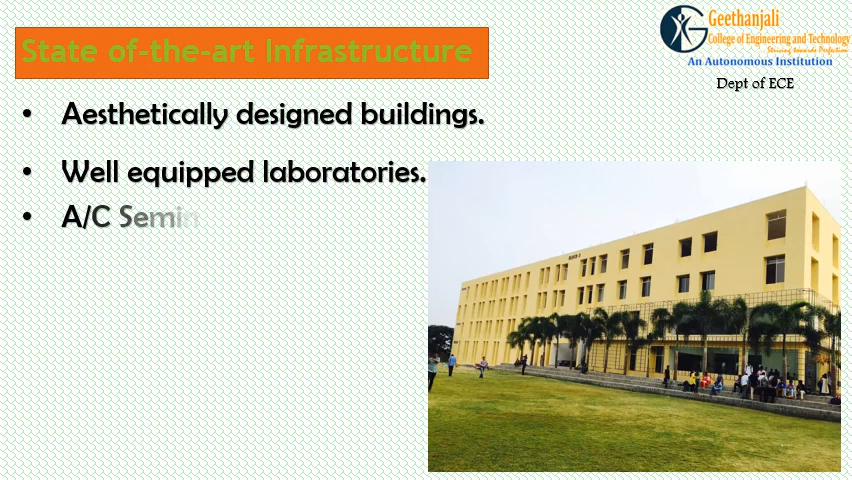 State of-the-art Infrastructure
Geethanjali
College of Engineering and Technology
Striving towards Perfection
An Autonomous Institution
Dept of ECE
• Aesthetically designed buildings.
• Well equipped laboratories.
• A/C Semin